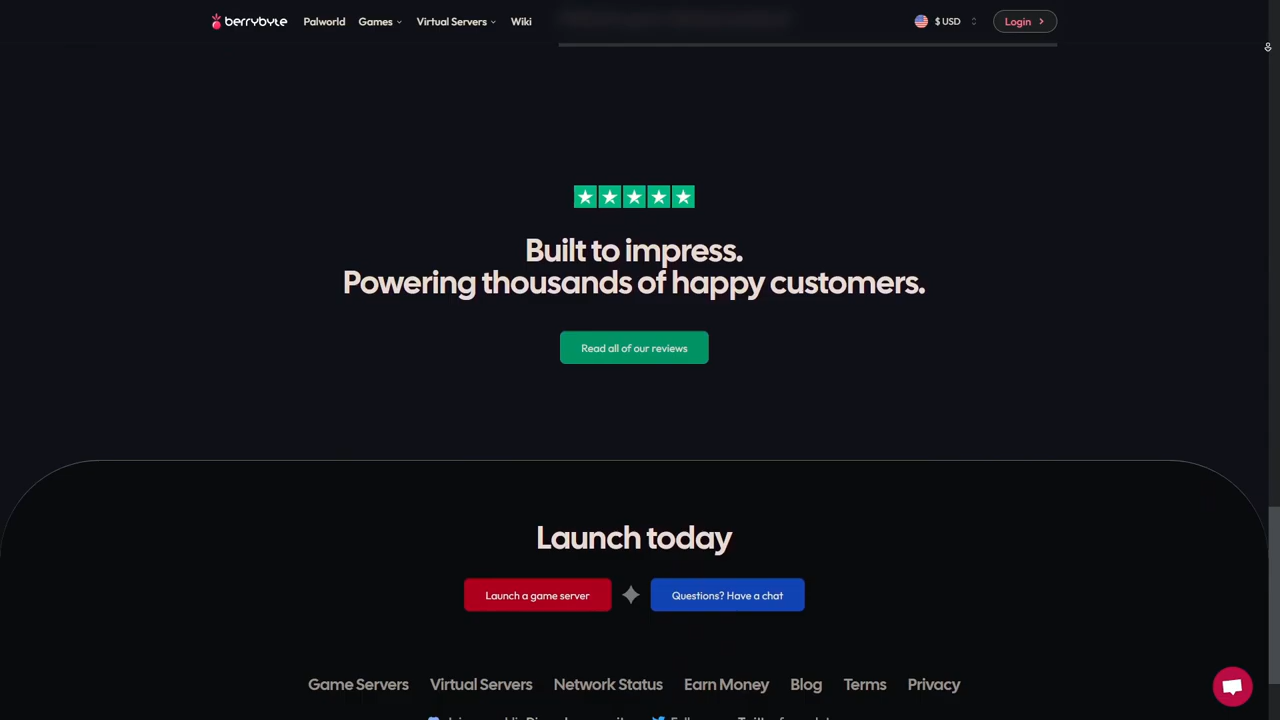 berrybyte Palworld Games Virtual Servers Wiki $ USD Login
Built to impress.
Powering thousands of happy customers.
Read all of our reviews
Launch today
Launch a game server Questions? Have a chat
Game Servers Virtual Servers Network Status Earn Money Blog Terms Privacy